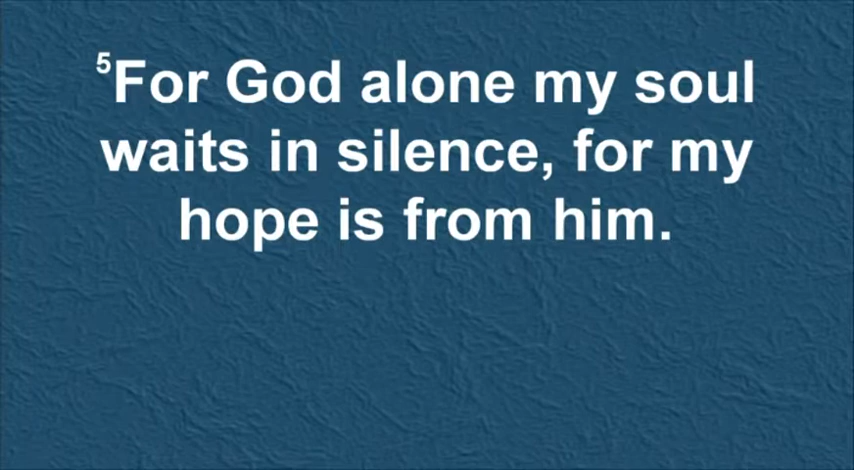 ⁵For God alone my soul
waits in silence, for my
hope is from him.